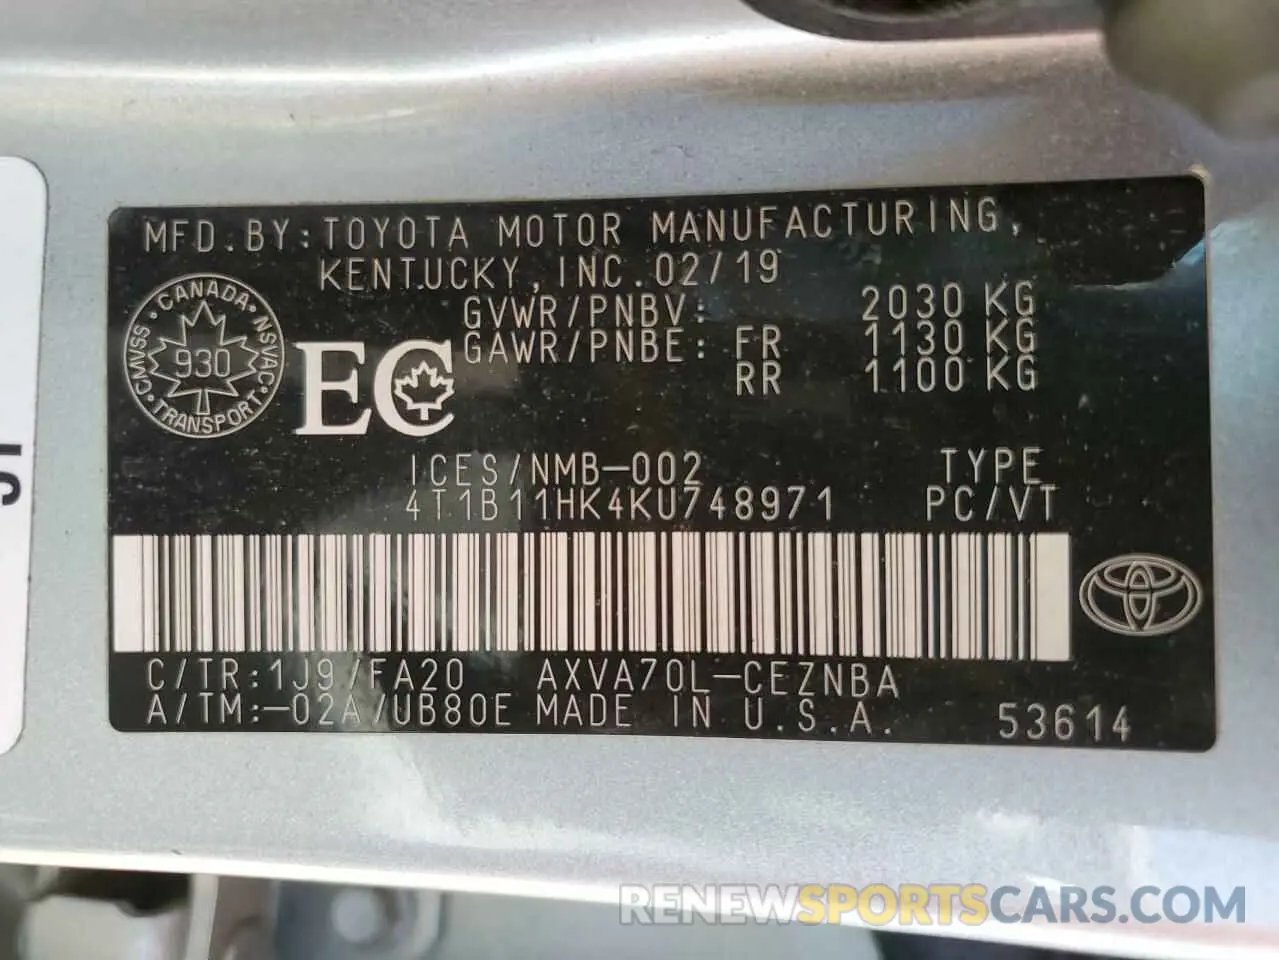 MFD.BY:TOYOTA MOTOR MANUFACTURING,
KENTUCKY,INC.02/19
GVWR/PNBV: 2030 KG
GAWR/PNBE: FR 1130 KG
RR 1100 KG
CANADA
CMVSS
NSVAC
930
TRANSPORT
EC
ICES/NMB-002 TYPE
4T1B11HK4KU748971 PC/VT
C/TR:1J9/FA20 AXVA70L-CEZNBA
A/TM:-02A/UB80E MADE IN U.S.A. 53614
RENEWSPORTSCARS.COM